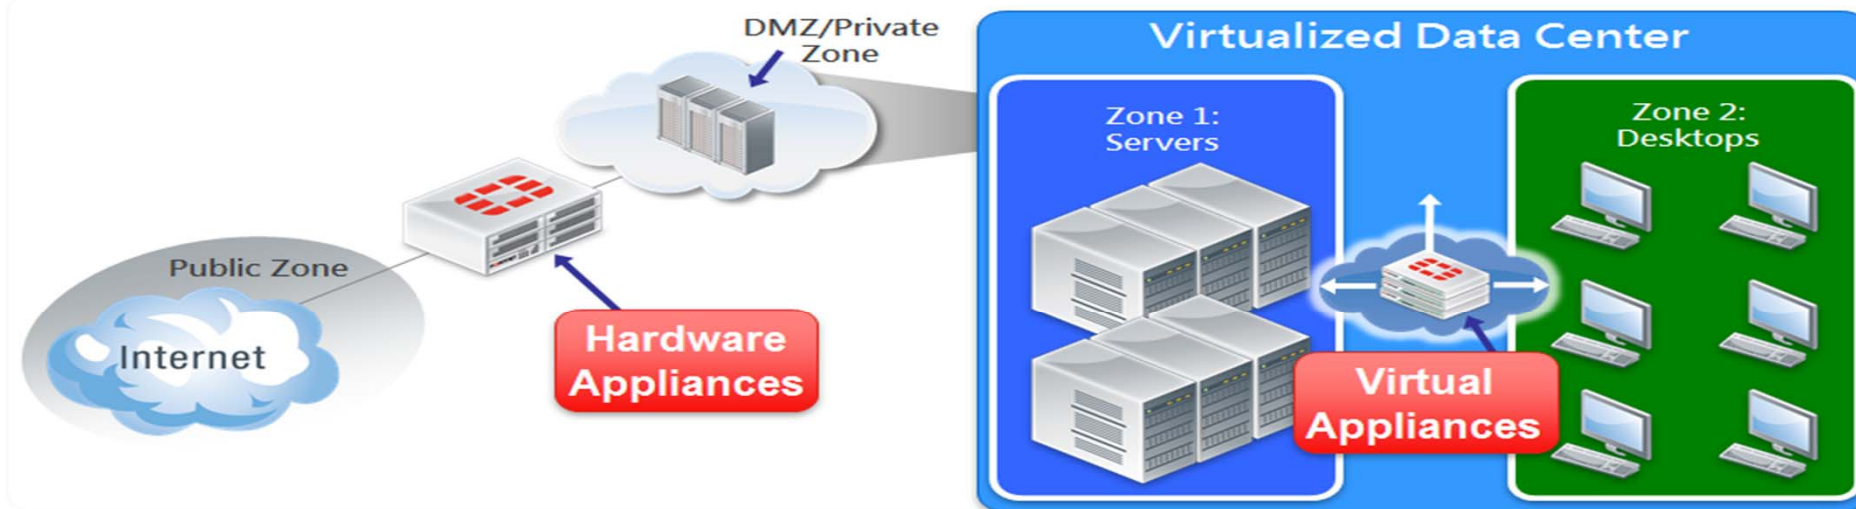 DMZ/Private
Zone
Virtualized Data Center
Zone 1:
Servers
Zone 2:
Desktops
Public Zone
Internet
Hardware
Appliances
Virtual
Appliances